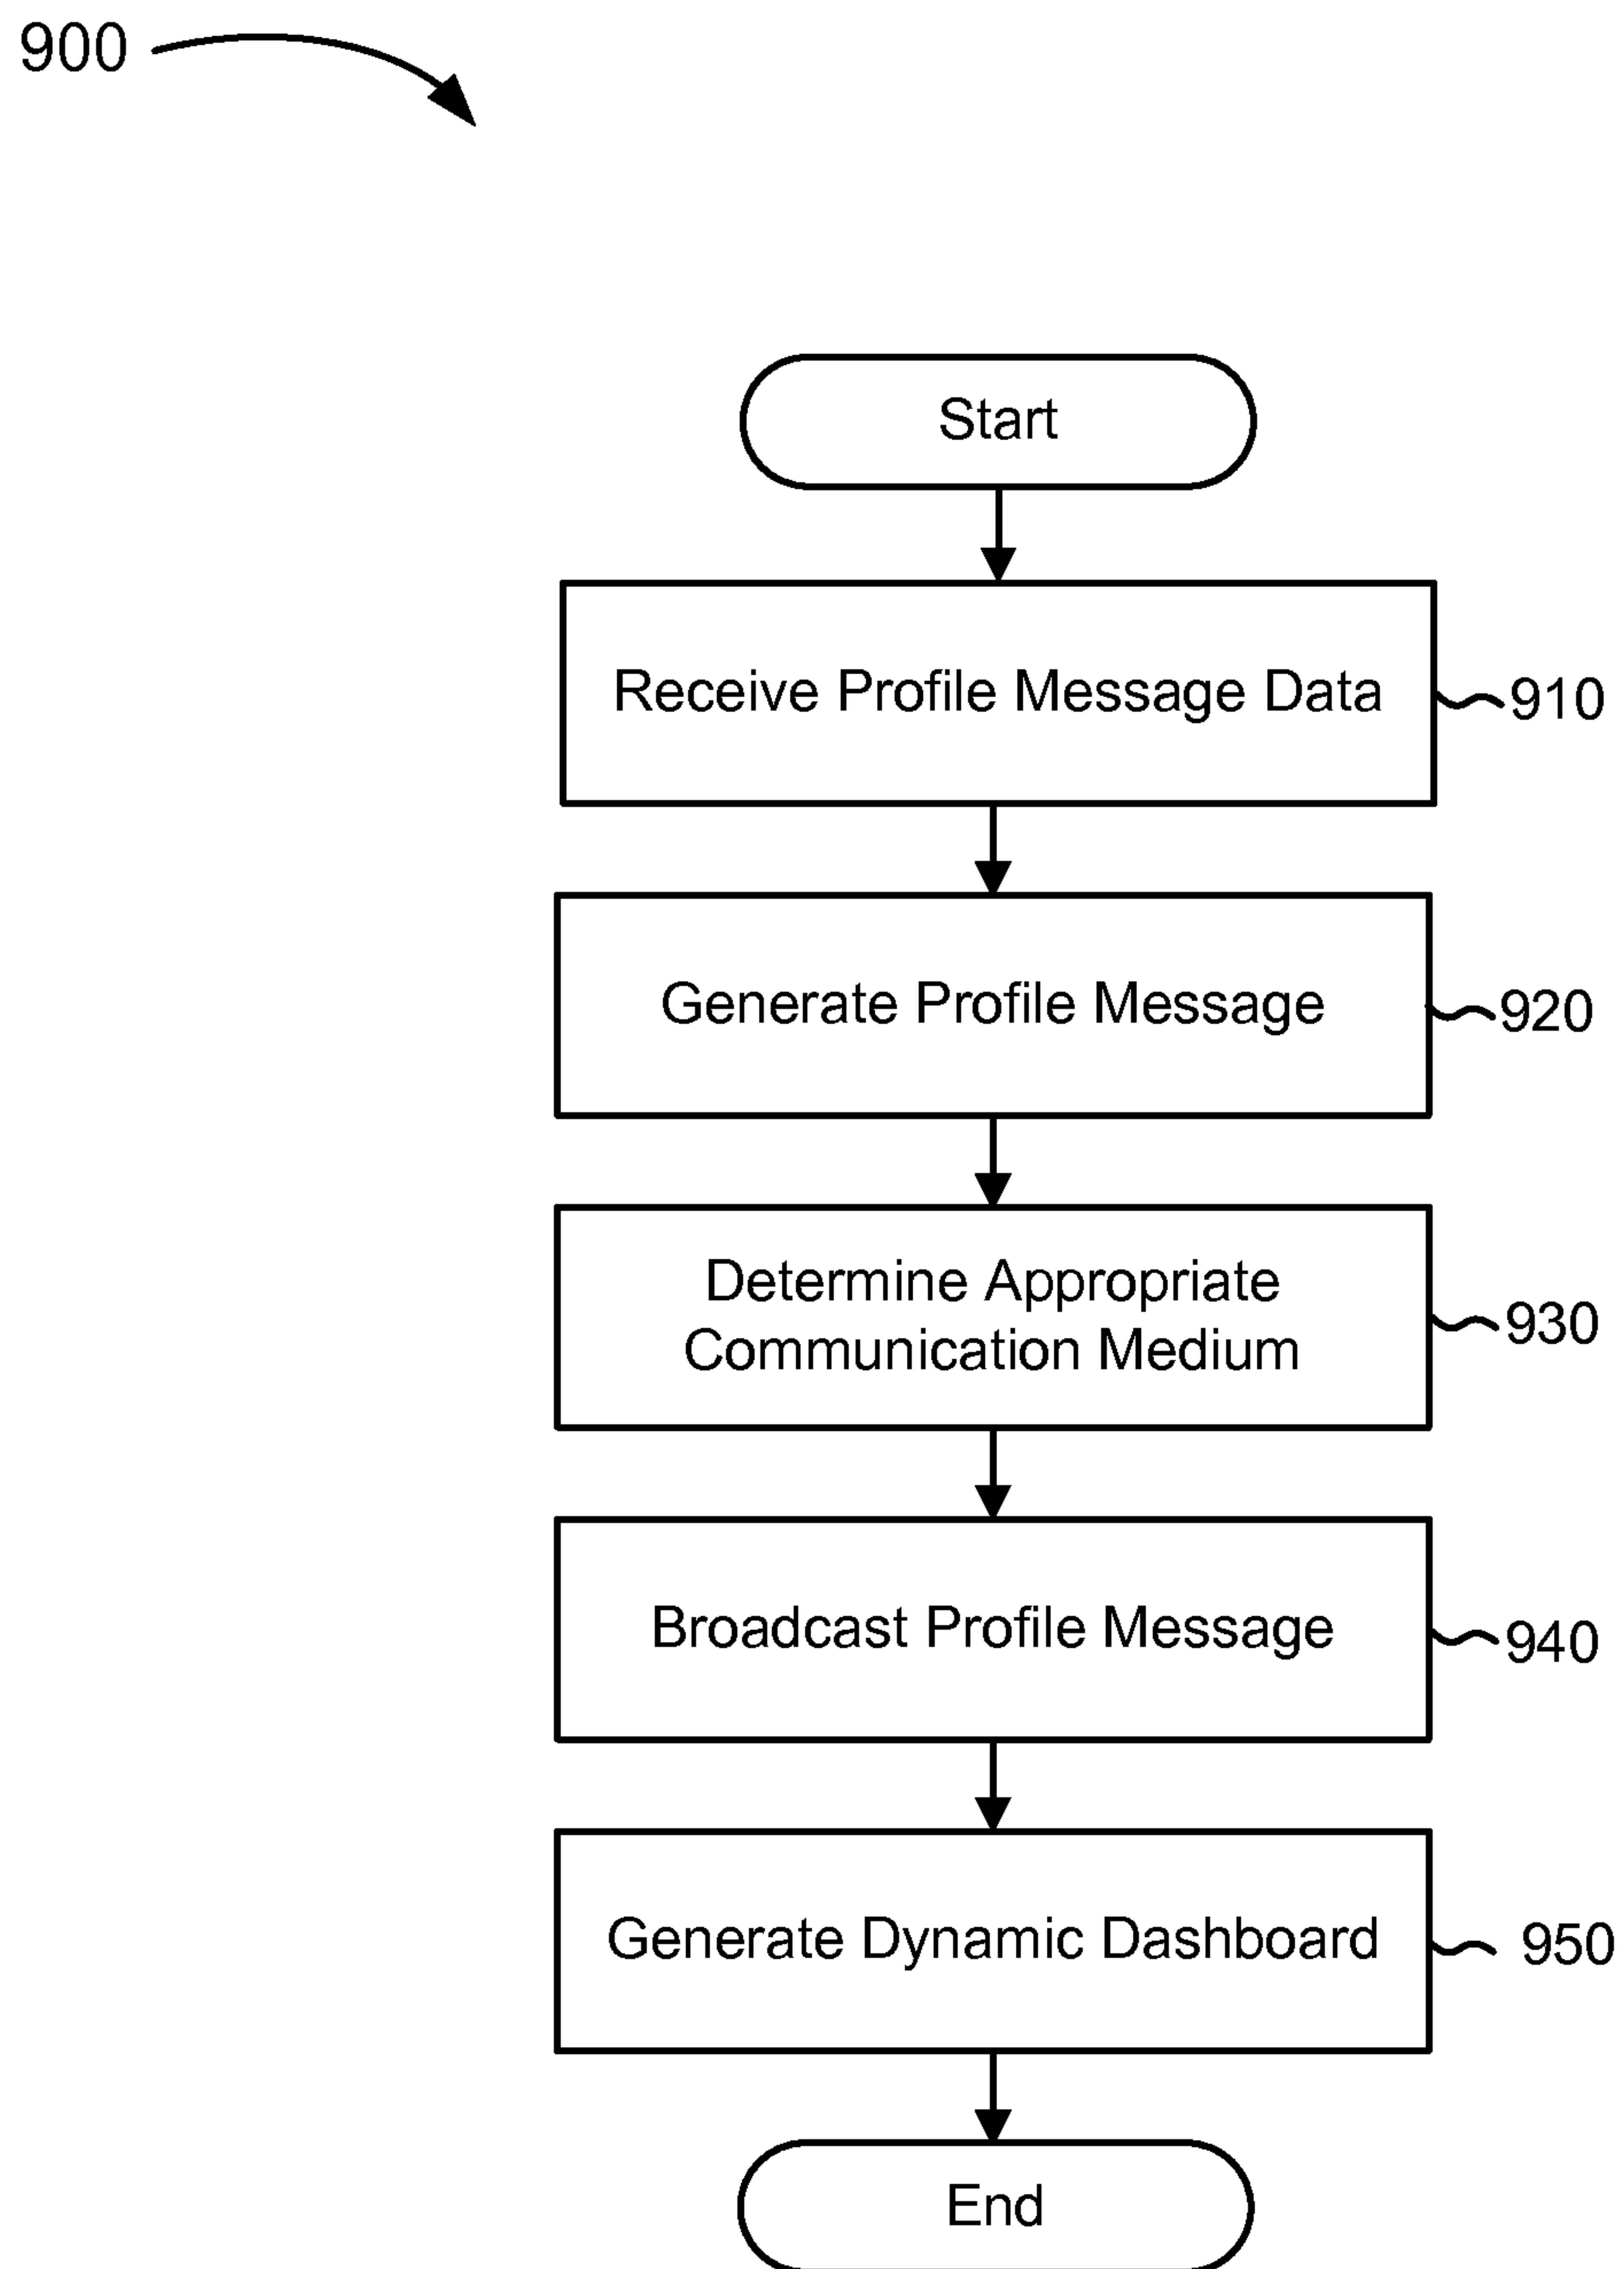 900
Start
Receive Profile Message Data
910
Generate Profile Message
920
Determine Appropriate
Communication Medium
930
Broadcast Profile Message
940
Generate Dynamic Dashboard
950
End